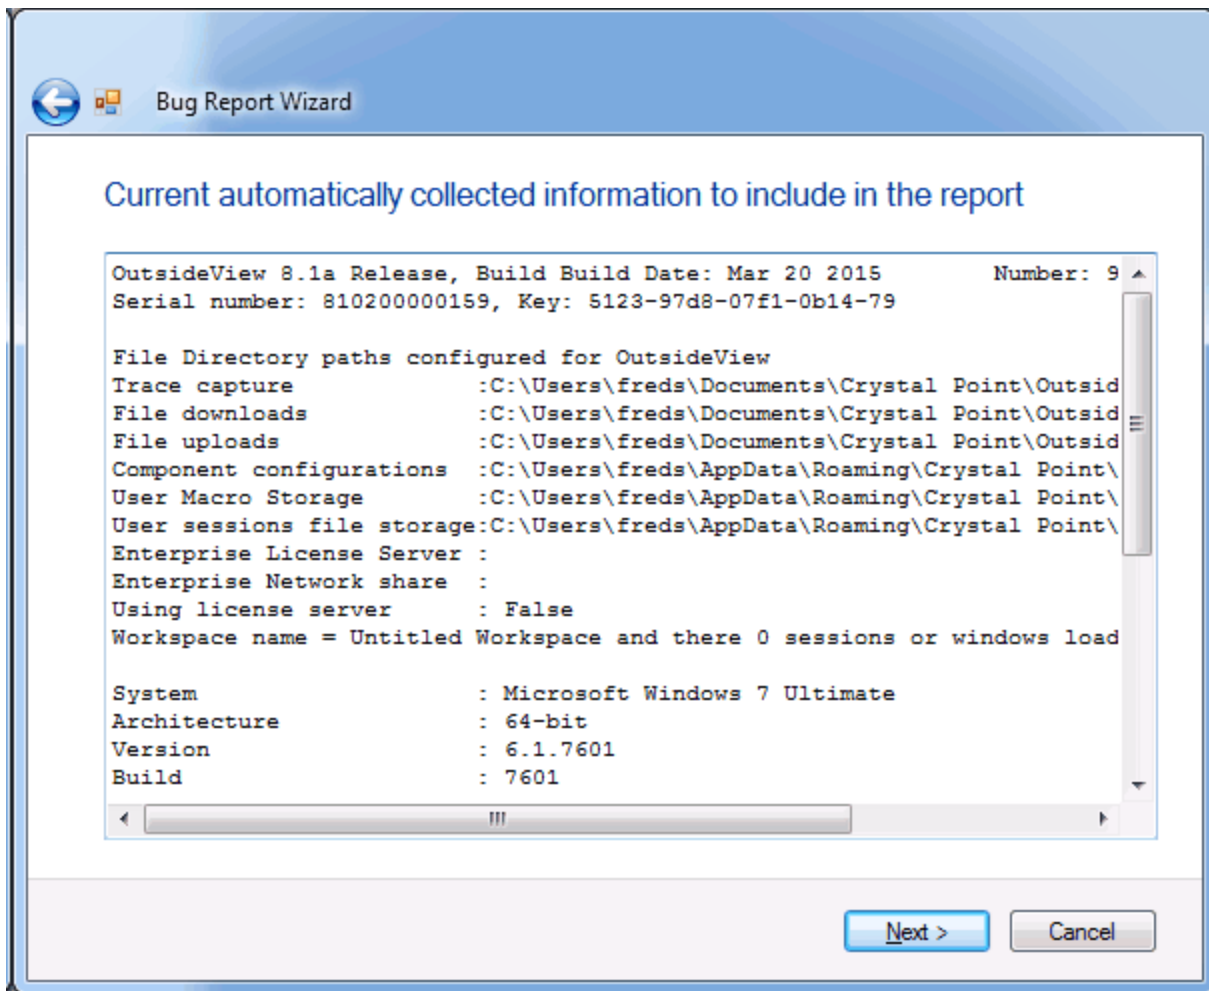 Bug Report Wizard
Current automatically collected information to include in the report
OutsideView 8.1a Release, Build Build Date: Mar 20 2015        Number: 9
Serial number: 810200000159, Key: 5123-97d8-07f1-0b14-79
File Directory paths configured for OutsideView
Trace capture             :C:\Users\freds\Documents\Crystal Point\Outsid
File downloads            :C:\Users\freds\Documents\Crystal Point\Outsid
File uploads              :C:\Users\freds\Documents\Crystal Point\Outsid
Component configurations  :C:\Users\freds\AppData\Roaming\Crystal Point\
User Macro Storage        :C:\Users\freds\AppData\Roaming\Crystal Point\
User sessions file storage:C:\Users\freds\AppData\Roaming\Crystal Point\
Enterprise License Server :
Enterprise Network share  :
Using license server      : False
Workspace name = Untitled Workspace and there 0 sessions or windows load
System                    : Microsoft Windows 7 Ultimate
Architecture              : 64-bit
Version                   : 6.1.7601
Build                     : 7601
Next >
Cancel